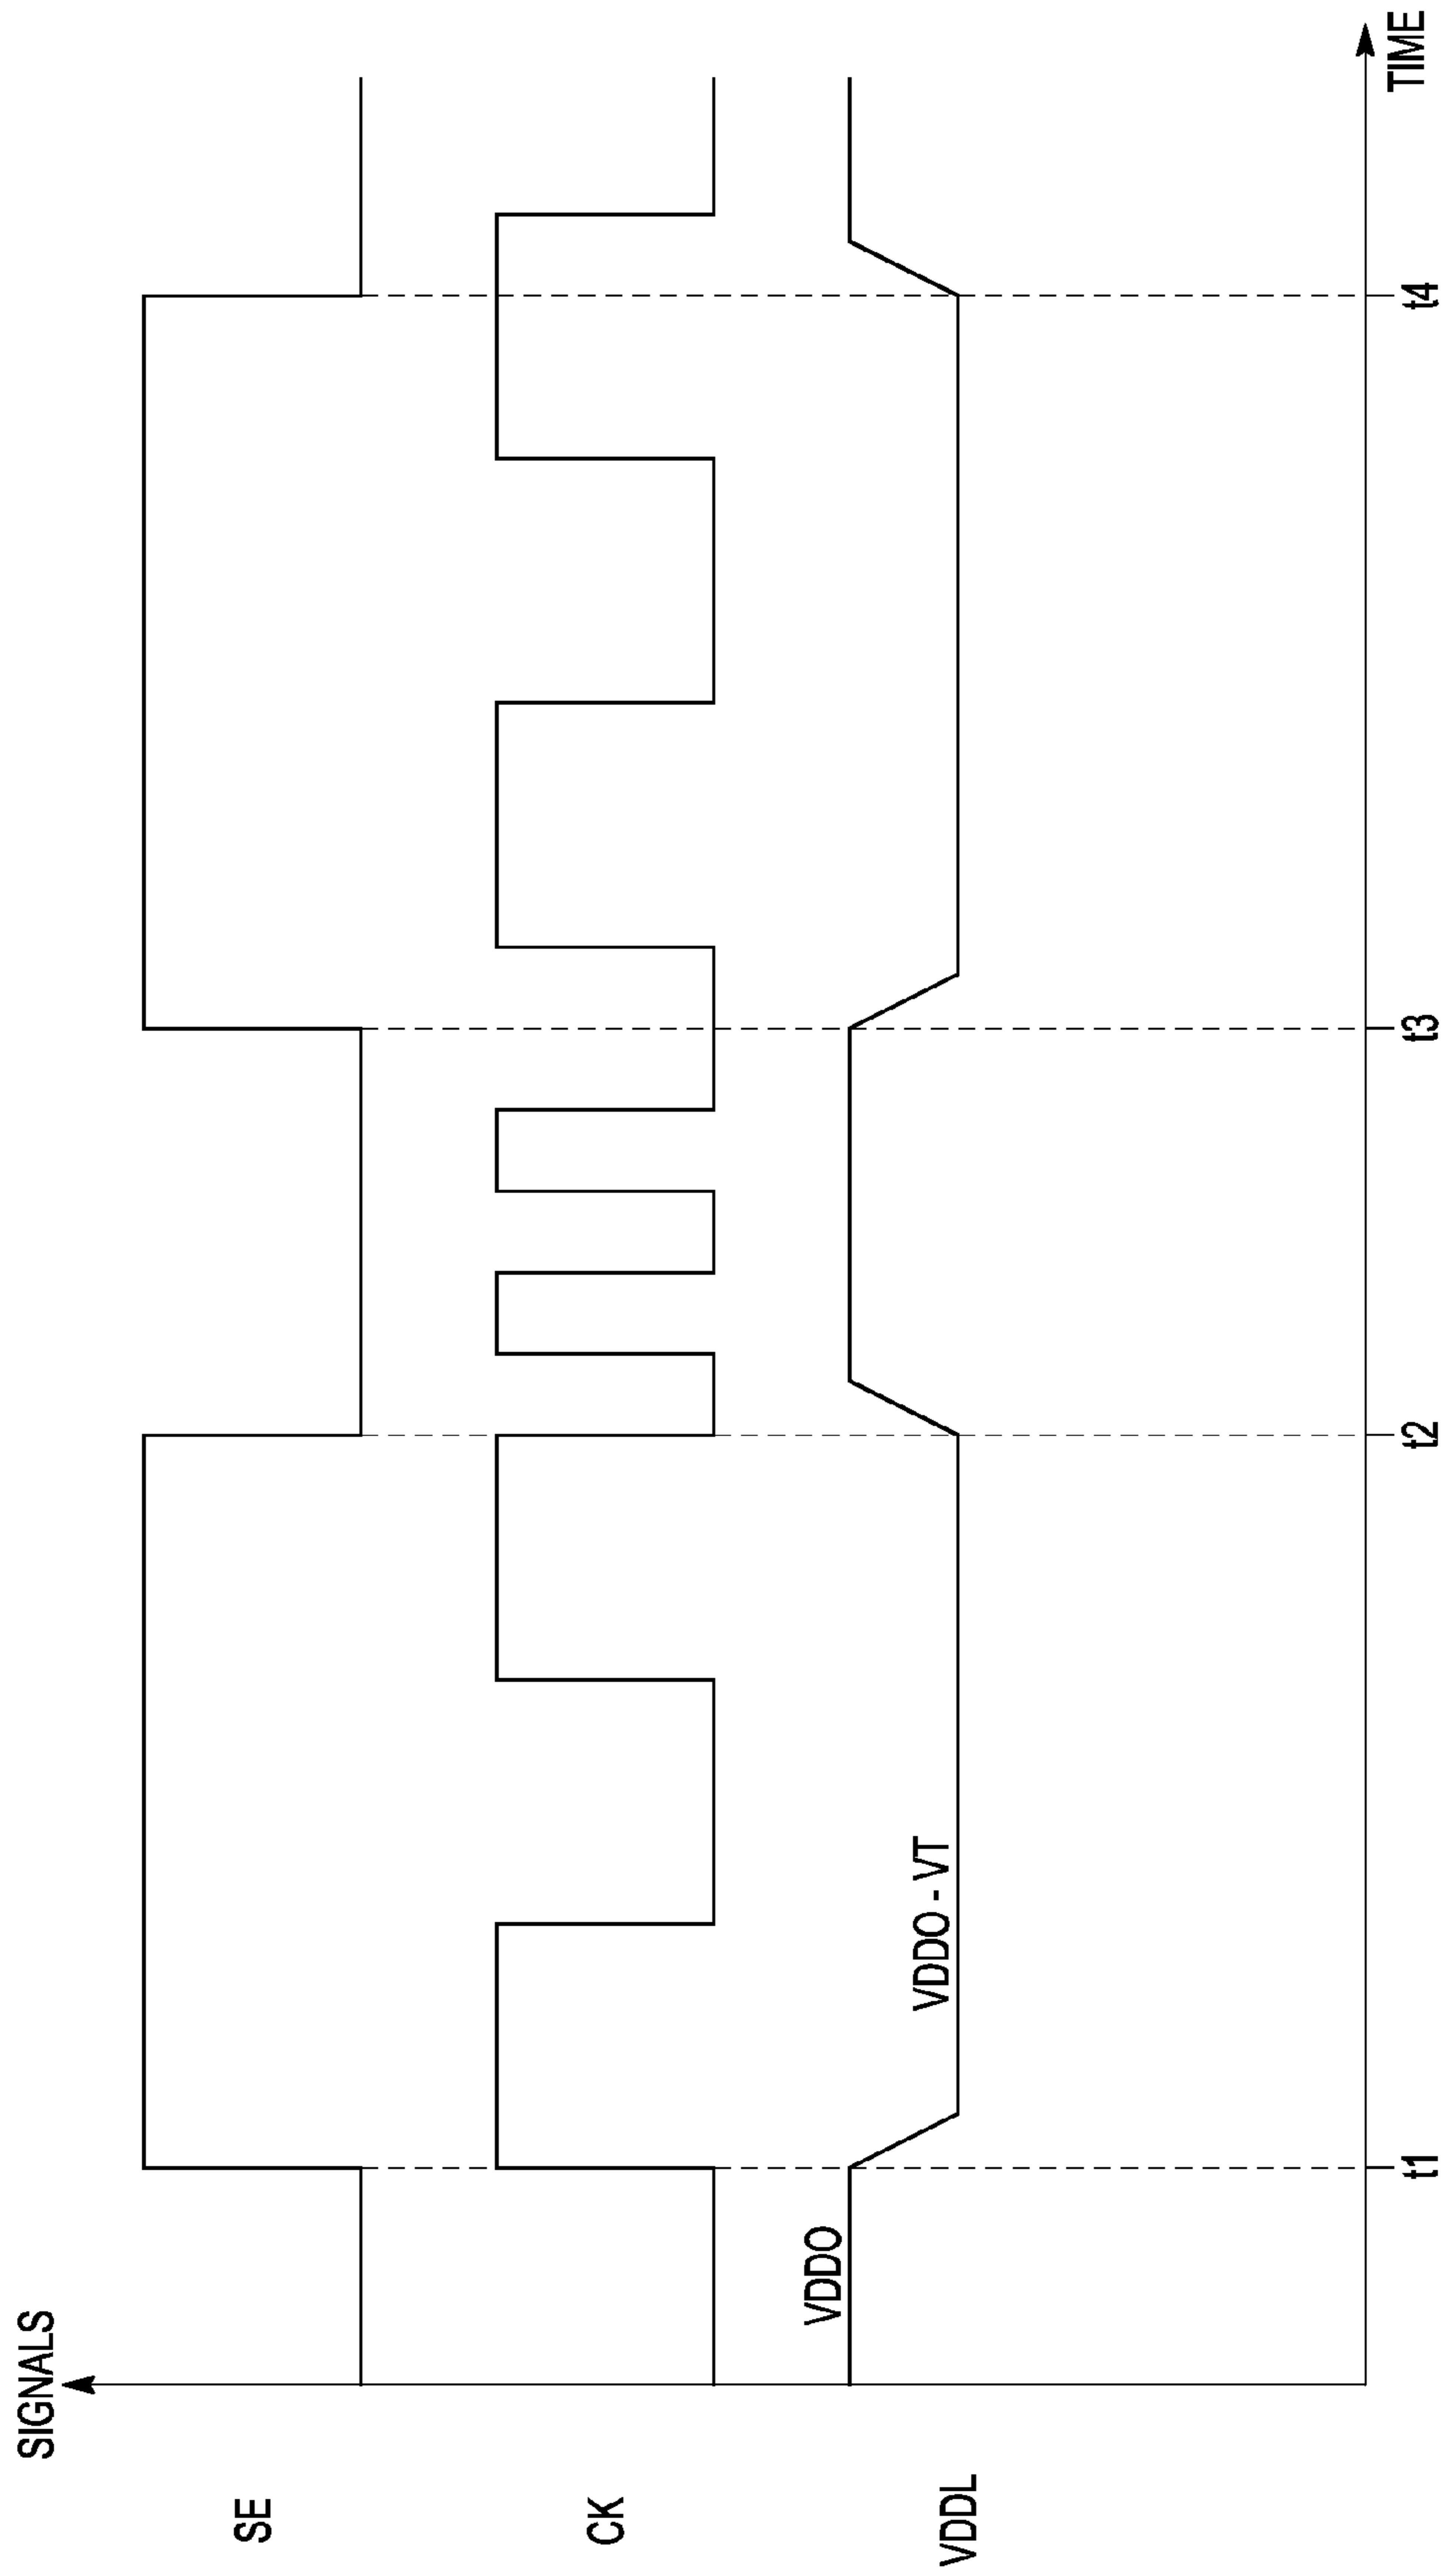 SIGNALS
SE
CK
VDDL
VDDO
VDDO - VT
t1
t2
t3
t4
TIME